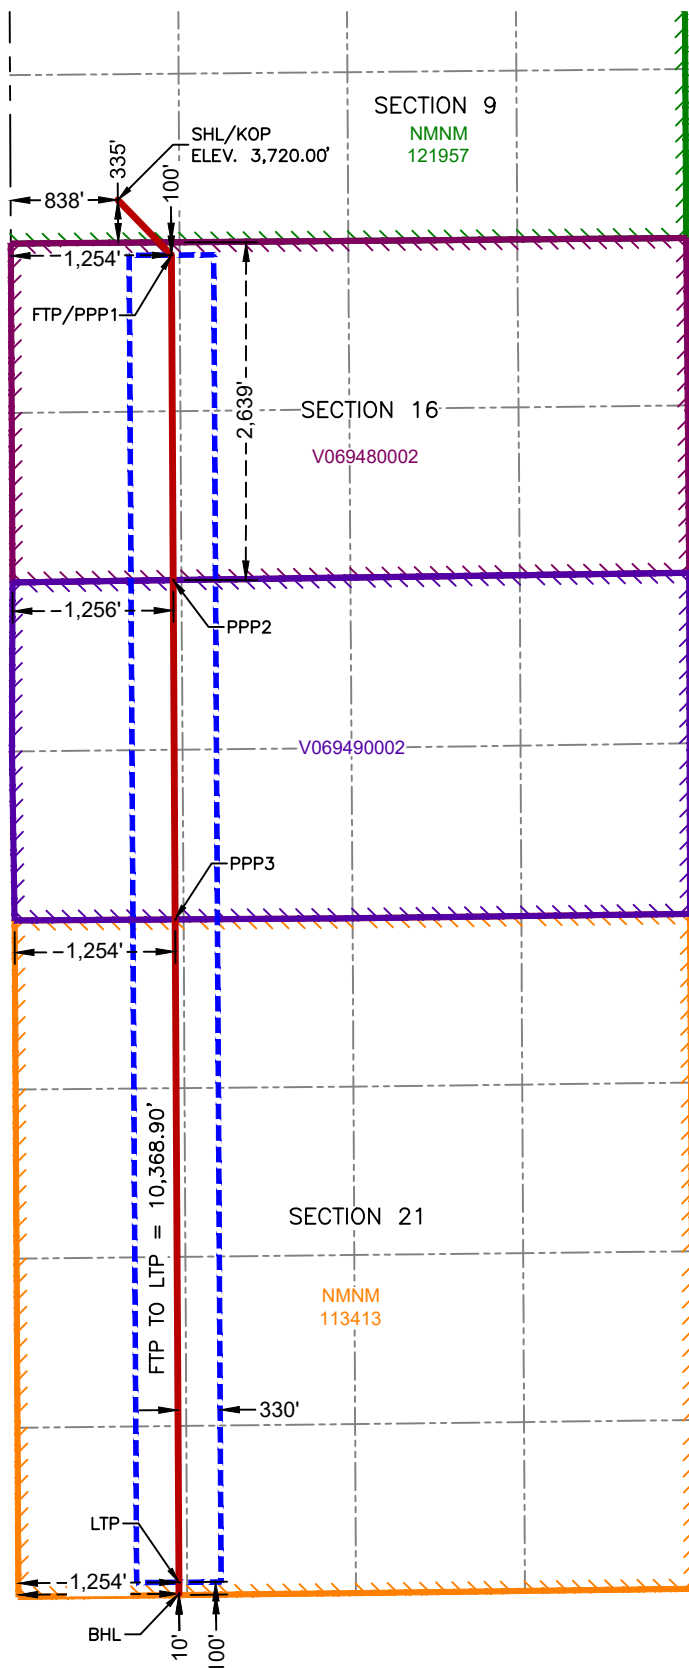 SECTION 9
NMNM
121957
SHL/KOP
ELEV. 3,720.00'
335'
100'
838'
1,254'
FTP/PPP1
2,639'
SECTION 16
V069480002
1,256'
PPP2
V069490002
PPP3
1,254'
FTP TO LTP = 10,368.90'
SECTION 21
NMNM
113413
330'
LTP
1,254'
BHL
10'
100'